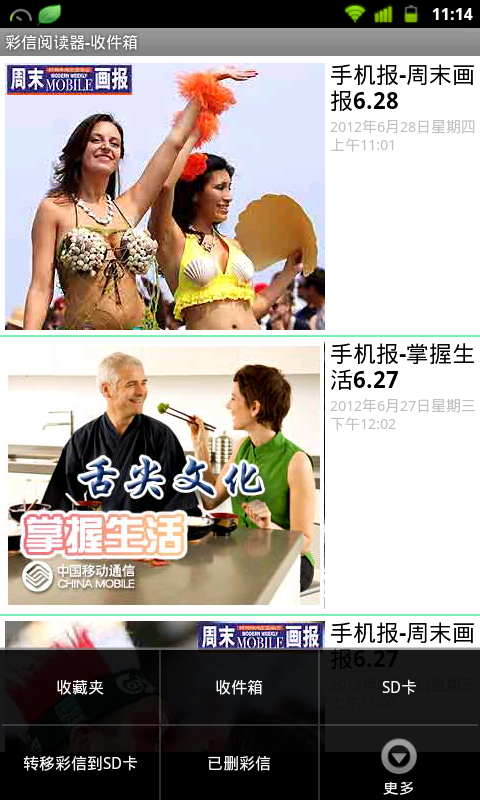 11:14
彩信阅读器-收件箱
周末画报
MODERN WEEKLY
MOBILE
手机报-周末画
报6.28
2012年6月28日星期四
上午11:01
手机报-掌握生
活6.27
2012年6月27日星期三
下午12:02
舌尖文化
掌握生活
中国移动通信
CHINA MOBILE
周末画报
MODERN WEEKLY
MOBILE
手机报-周末画
报6.27
收藏夹
收件箱
SD卡
转移彩信到SD卡
已删彩信
更多